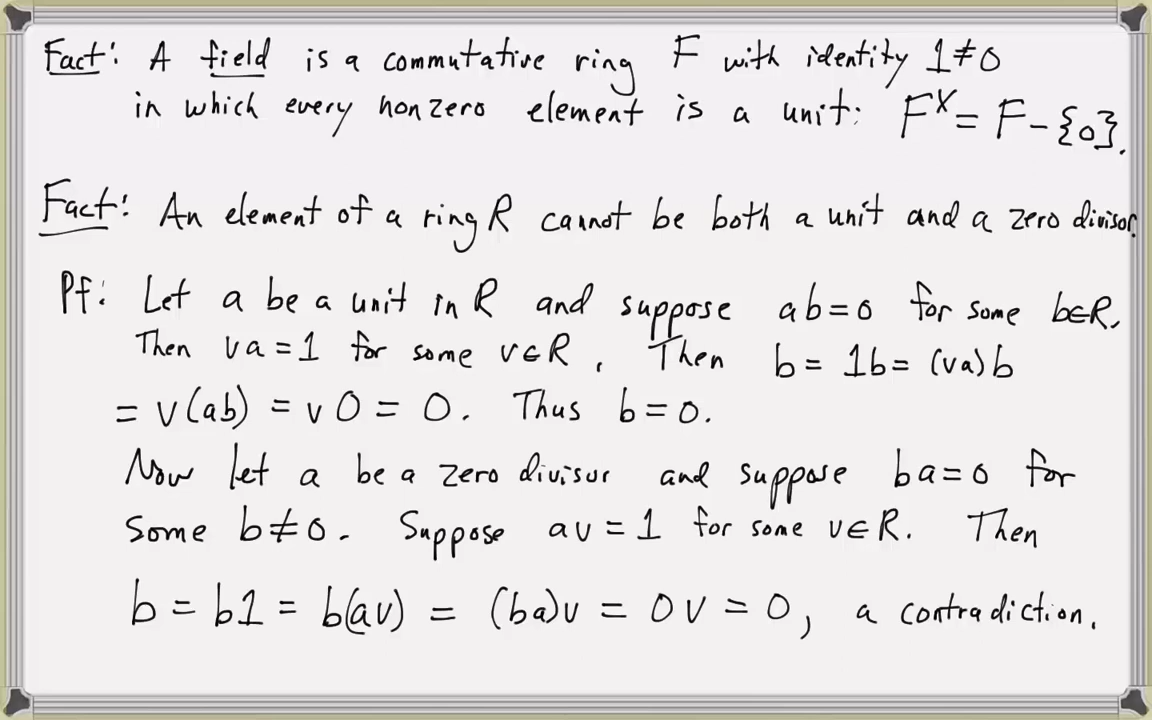 Fact: A field is a commutative ring F with identity 1≠0
in which every nonzero element is a unit: F^× = F − {0}.
Fact: An element of a ring R cannot be both a unit and a zero divisor.
Pf: Let a be a unit in R and suppose ab=0 for some b∈R.
Then va=1 for some v∈R. Then b = 1b = (va)b
= v(ab) = v0 = 0. Thus b=0.
Now let a be a zero divisor and suppose ba=0 for
some b≠0. Suppose av=1 for some v∈R. Then
b = b1 = b(av) = (ba)v = 0v = 0, a contradiction.